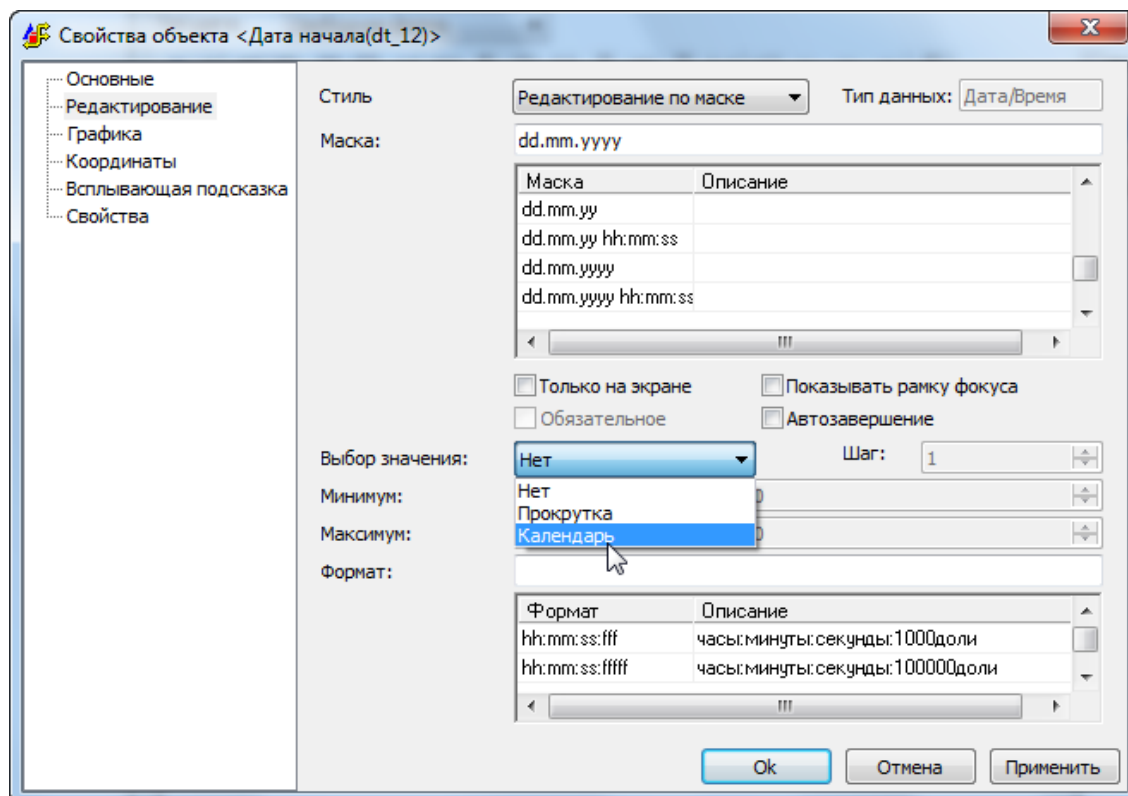 Свойства объекта <Дата начала(dt_12)>
Основные
Редактирование
Графика
Координаты
Всплывающая подсказка
Свойства
Стиль Редактирование по маске Тип данных: Дата/Время
Маска: dd.mm.yyyy
Маска Описание
dd.mm.yy
dd.mm.yy hh:mm:ss
dd.mm.yyyy
dd.mm.yyyy hh:mm:ss
Только на экране Показывать рамку фокуса
Обязательное Автозавершение
Выбор значения: Нет Шаг: 1
Нет
Минимум:
Прокрутка
Максимум: Календарь
Формат:
Формат Описание
hh:mm:ss:fff часы:минуты:секунды:1000доли
hh:mm:ss:fffff часы:минуты:секунды:100000доли
Ok Отмена Применить